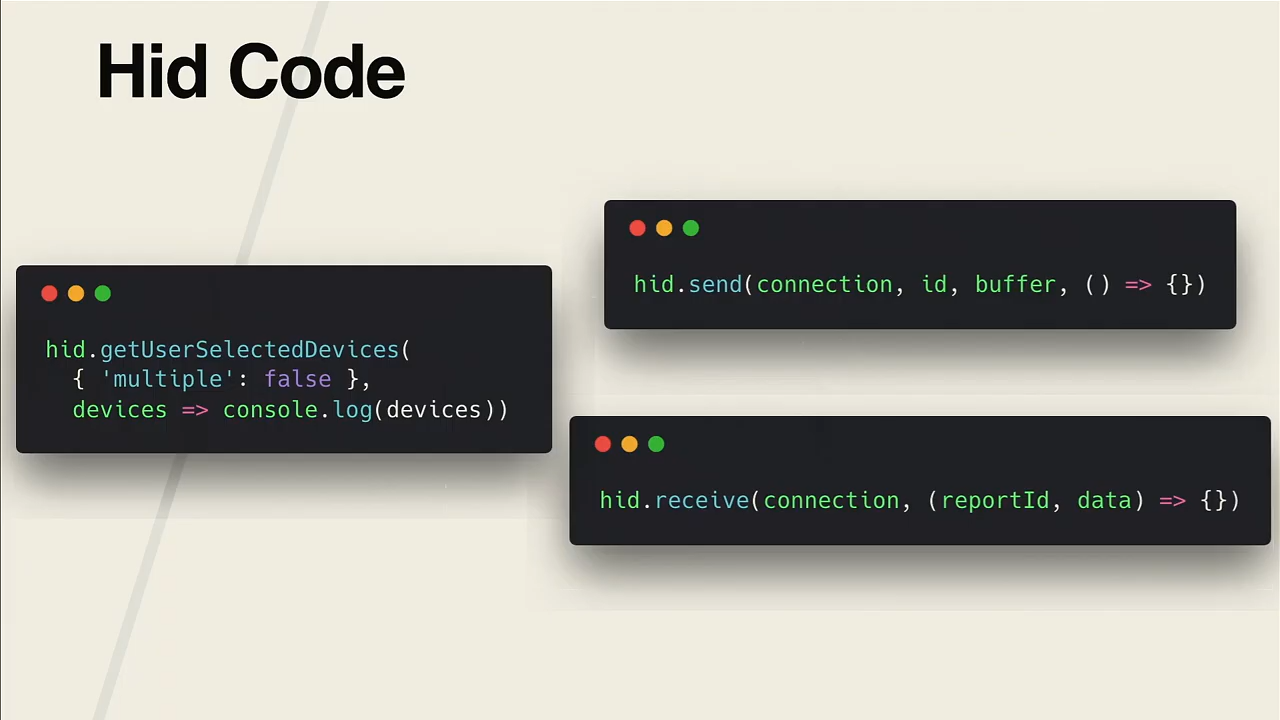 Hid Code
hid.getUserSelectedDevices(
{ 'multiple': false },
devices => console.log(devices))
hid.send(connection, id, buffer, () => {})
hid.receive(connection, (reportId, data) => {})